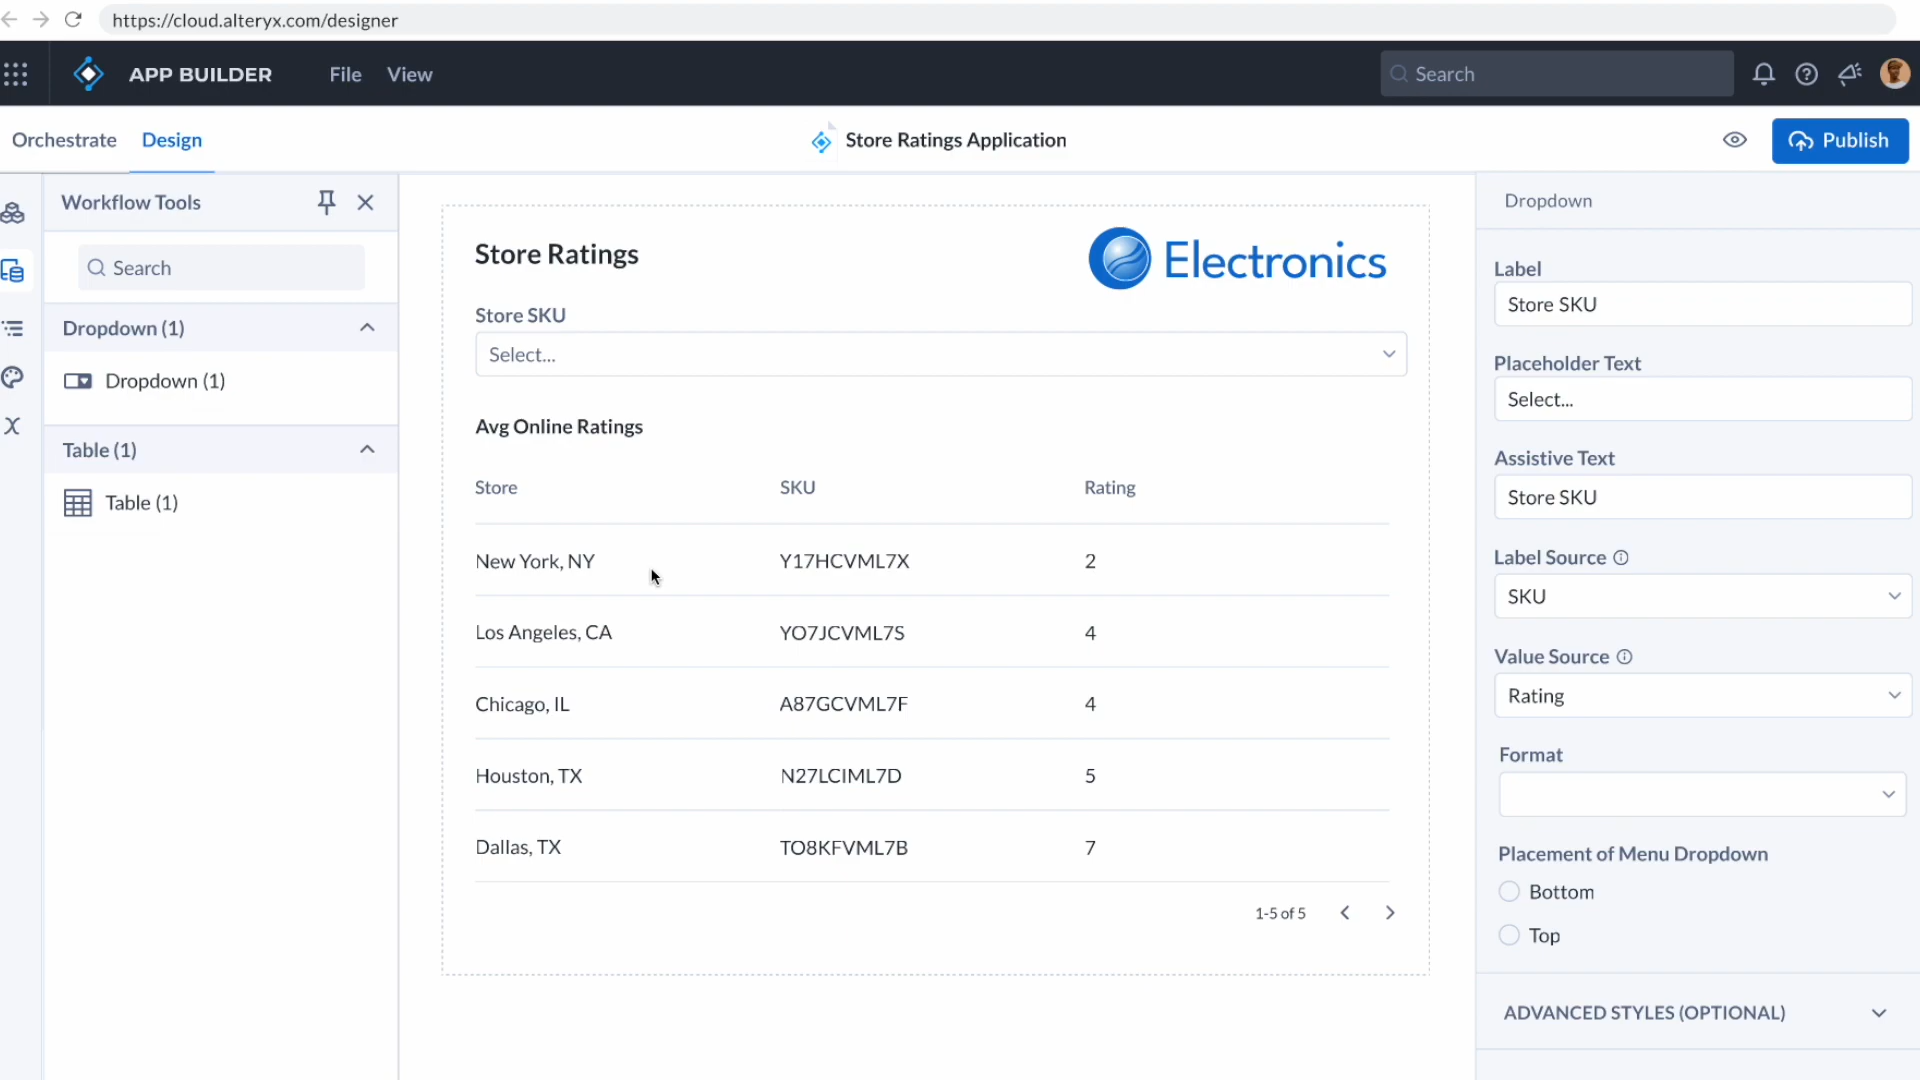 https://cloud.alteryx.com/designer
APP BUILDER File View Search
Orchestrate Design Store Ratings Application Publish
Workflow Tools
Search
Dropdown (1)
Dropdown (1)
Table (1)
Table (1)
Store Ratings
Electronics
Store SKU
Select...
Avg Online Ratings
Store SKU Rating
New York, NY Y17HCVML7X 2
Los Angeles, CA YO7JCVML7S 4
Chicago, IL A87GCVML7F 4
Houston, TX N27LCIML7D 5
Dallas, TX TO8KFVML7B 7
1-5 of 5
Dropdown
Label
Store SKU
Placeholder Text
Select...
Assistive Text
Store SKU
Label Source
SKU
Value Source
Rating
Format
Placement of Menu Dropdown
Bottom
Top
ADVANCED STYLES (OPTIONAL)